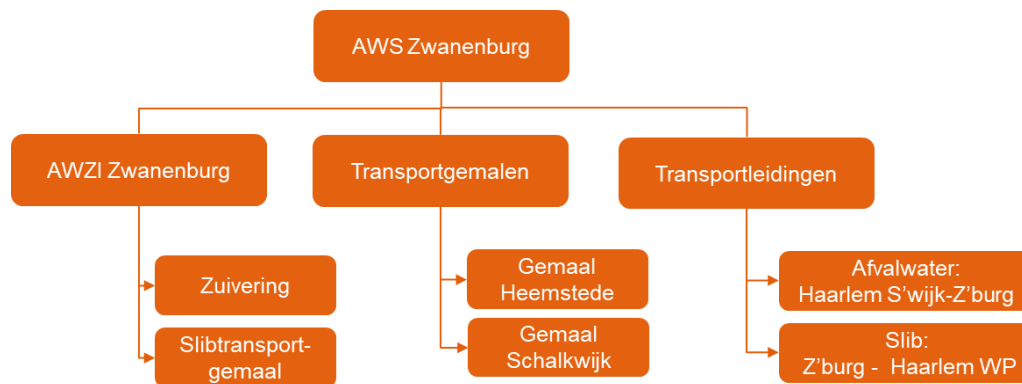 AWS Zwanenburg
AWZI Zwanenburg
Transportgemalen
Transportleidingen
Zuivering
Slibtransport-
gemaal
Gemaal
Heemstede
Gemaal
Schalkwijk
Afvalwater:
Haarlem S'wijk-Z'burg
Slib:
Z'burg - Haarlem WP